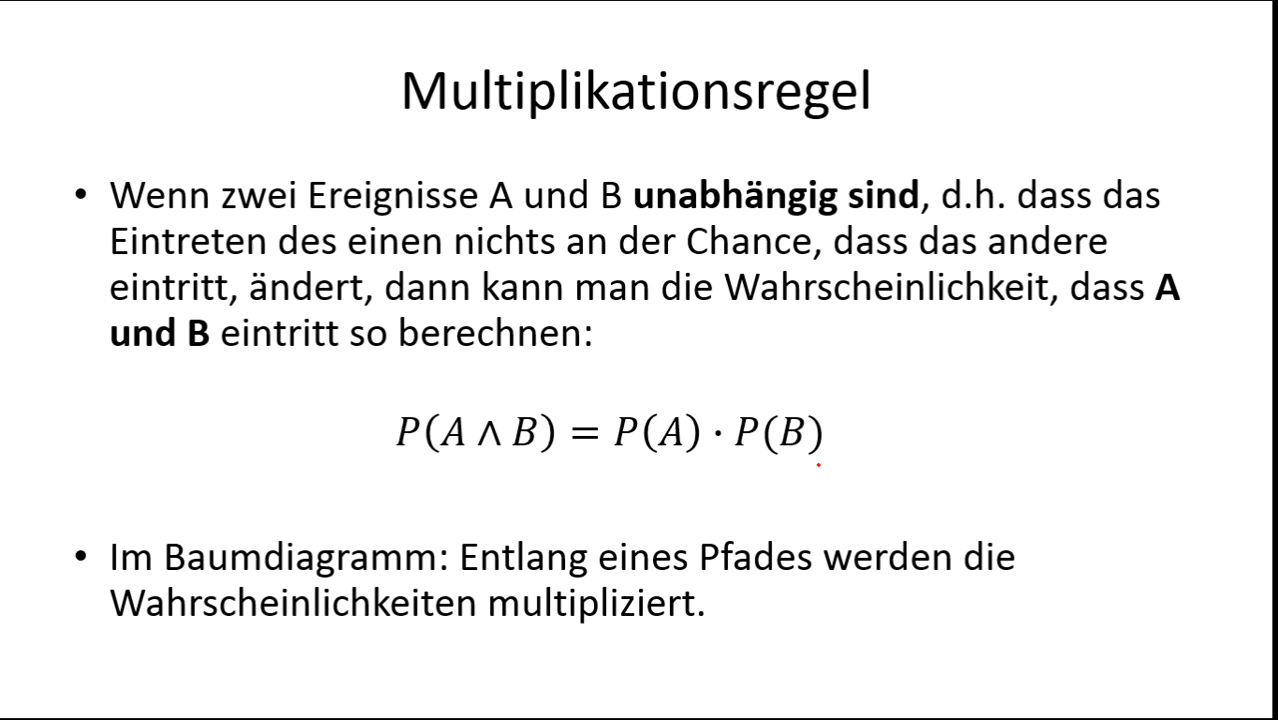 Multiplikationsregel
• Wenn zwei Ereignisse A und B unabhängig sind, d.h. dass das
Eintreten des einen nichts an der Chance, dass das andere
eintritt, ändert, dann kann man die Wahrscheinlichkeit, dass A
und B eintritt so berechnen:
P(A ∧ B) = P(A) · P(B)
• Im Baumdiagramm: Entlang eines Pfades werden die
Wahrscheinlichkeiten multipliziert.